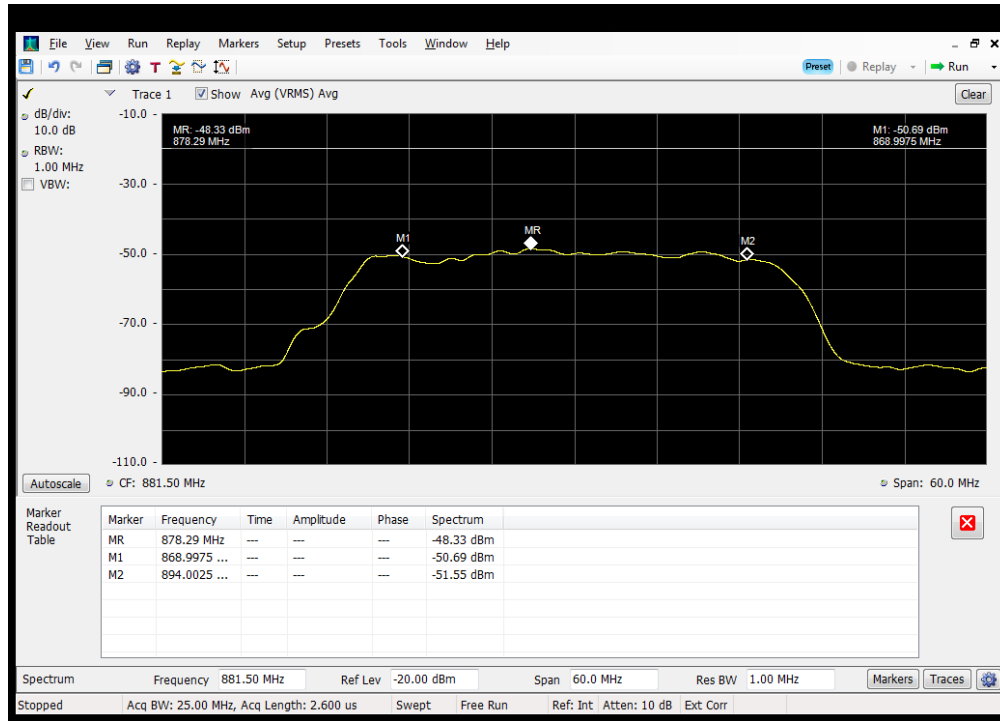 File View Run Replay Markers Setup Presets Tools Window Help
T Preset Replay Run
Trace 1 Show Avg (VRMS) Avg Clear
dB/div:
10.0 dB
RBW:
1.00 MHz
VBW:
-10.0 -
-30.0 -
-50.0 -
-70.0 -
-90.0 -
-110.0 -
MR: -48.33 dBm
878.29 MHz
M1: -50.69 dBm
868.9975 MHz
M1
MR
M2
Autoscale CF: 881.50 MHz Span: 60.0 MHz
Marker
Readout
Table
Marker Frequency Time Amplitude Phase Spectrum
MR 878.29 MHz --- --- --- -48.33 dBm
M1 868.9975 ... --- --- --- -50.69 dBm
M2 894.0025 ... --- --- --- -51.55 dBm
Spectrum Frequency 881.50 MHz Ref Lev -20.00 dBm Span 60.0 MHz Res BW 1.00 MHz Markers Traces
Stopped Acq BW: 25.00 MHz, Acq Length: 2.600 us Swept Free Run Ref: Int Atten: 10 dB Ext Corr